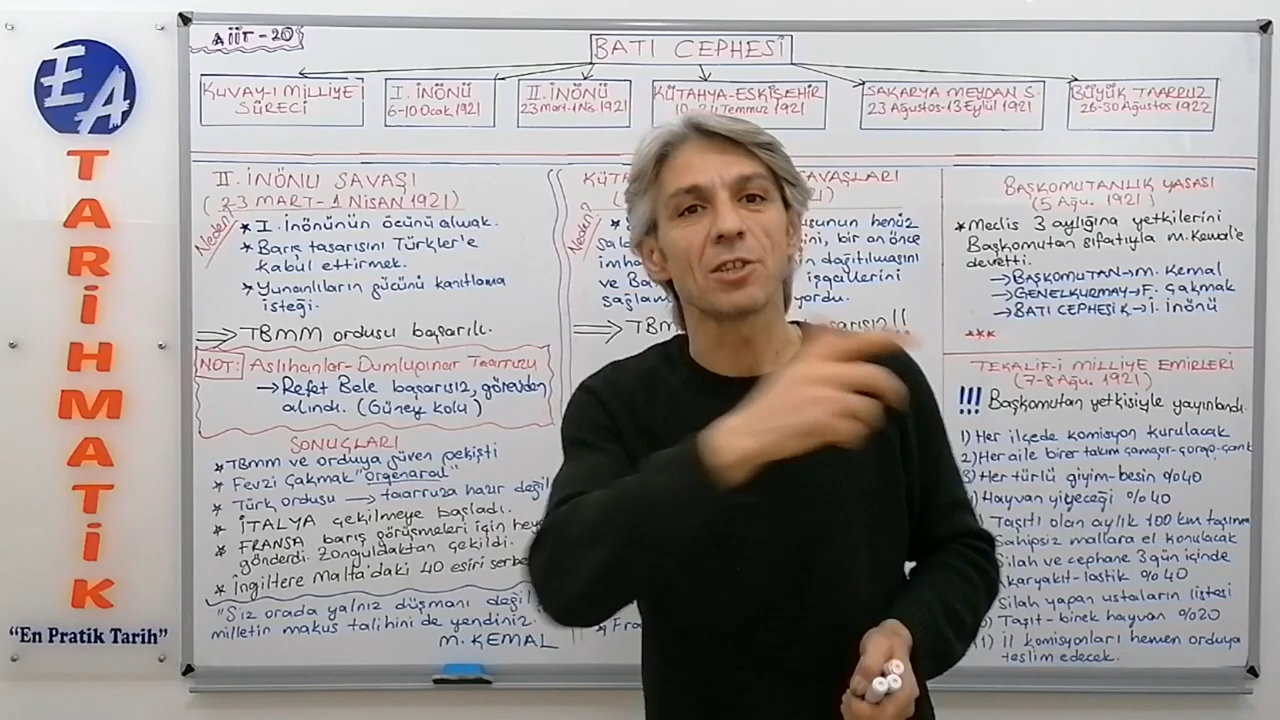 EA
TARİHMATİK
“En Pratik Tarih”
AİİT-20
BATI CEPHESİ
KUVAY-I MİLLİYE
SÜRECİ
I. İNÖNÜ
6-10 Ocak 1921
II. İNÖNÜ
23 Mart-1 Nis. 1921
KÜTAHYA-ESKİŞEHİR
Temmuz 1921
SAKARYA MEYDAN S.
23 Ağustos-13 Eylül 1921
BÜYÜK TAARRUZ
26-30 Ağustos 1922
II. İNÖNÜ SAVAŞI
(23 MART-1 NİSAN 1921)
Neden?
* I. İnönünün öcünü almak.
* Barış tasarısını Türkler'e
kabul ettirmek.
* Yunanlıların gücünü kanıtlama
isteği.
⇒ TBMM ordusu başarılı.
NOT: Aslıhanlar-Dumlupınar Taarruzu
→ Refet Bele başarısız, görevden
alındı. (Güney kolu)
SONUÇLARI
* TBMM ve orduya güven pekişti
* Fevzi Çakmak "Orgeneral"
* Türk ordusu → taarruza hazır değil
* İTALYA çekilmeye başladı.
* FRANSA barış görüşmeleri için
gönderdi. Zonguldaktan çekildi.
* İngiltere Malta'daki 40 esiri
"Siz orada yalnız düşmanı değil
milletin makus talihini de yendiniz.
M. KEMAL
Neden?
henüz
bir an önce
dağıtılmasını
ve
işgallerini
⇒
BAŞKOMUTANLIK YASASI
(5 Ağu. 1921)
* Meclis 3 aylığına yetkilerini
Başkomutan sıfatıyla M. Kemal'e
devretti.
→ BAŞKOMUTAN → M. Kemal
→ GENELKURMAY → F. Çakmak
→ BATI CEPHESİ K → İ. İnönü
***
TEKALİF-İ MİLLİYE EMİRLERİ
(7-8 Ağu. 1921)
!!! Başkomutan yetkisiyle yayınlandı.
1) Her ilçede komisyon kurulacak
2) Her aile birer takım çamaşır-çorap-çarık
3) Her türlü giyim-besin %40
Hayvan yiyeceği %40
Taşıtı olan aylık 100 km taşıma
Sahipsiz mallara el konulacak
Silah ve cephane 3 gün içinde
Akaryakıt-lastik %40
Silah yapan ustaların listesi
Taşıt-binek hayvan %20
İl komisyonları hemen orduya
teslim edecek.